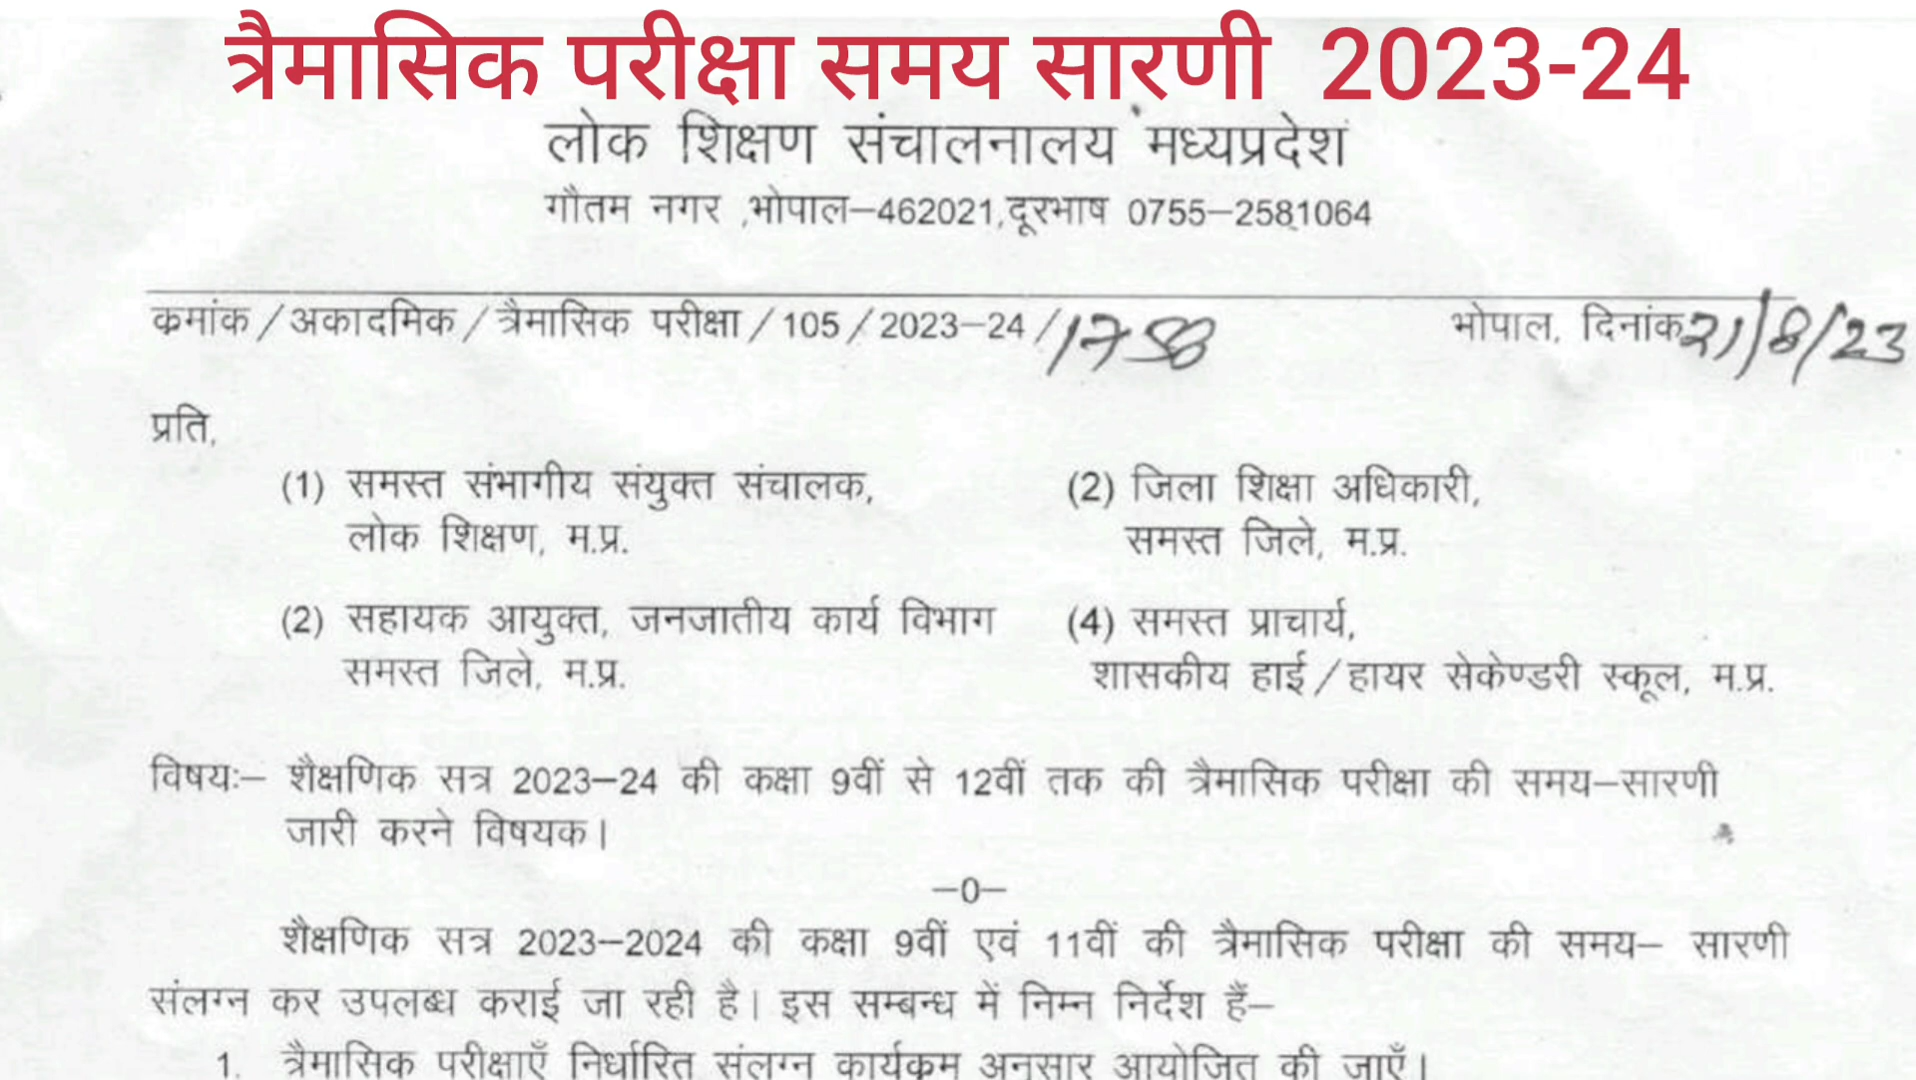 त्रैमासिक परीक्षा समय सारणी 2023-24
लोक शिक्षण संचालनालय मध्यप्रदेश
गौतम नगर ,भोपाल–462021,दूरभाष 0755–2581064
क्रमांक / अकादमिक / त्रैमासिक परीक्षा / 105 / 2023–24 / 1758 भोपाल, दिनांक 21/8/23
प्रति,
(1) समस्त संभागीय संयुक्त संचालक, (2) जिला शिक्षा अधिकारी,
लोक शिक्षण, म.प्र. समस्त जिले, म.प्र.
(2) सहायक आयुक्त, जनजातीय कार्य विभाग (4) समस्त प्राचार्य,
समस्त जिले, म.प्र. शासकीय हाई / हायर सेकेण्डरी स्कूल, म.प्र.
विषयः– शैक्षणिक सत्र 2023–24 की कक्षा 9वीं से 12वीं तक की त्रैमासिक परीक्षा की समय–सारणी
जारी करने विषयक।
–0–
शैक्षणिक सत्र 2023–2024 की कक्षा 9वीं एवं 11वीं की त्रैमासिक परीक्षा की समय– सारणी
संलग्न कर उपलब्ध कराई जा रही है। इस सम्बन्ध में निम्न निर्देश हैं–
1. त्रैमासिक परीक्षाएँ निर्धारित संलग्न कार्यक्रम अनुसार आयोजित की जाएँ।